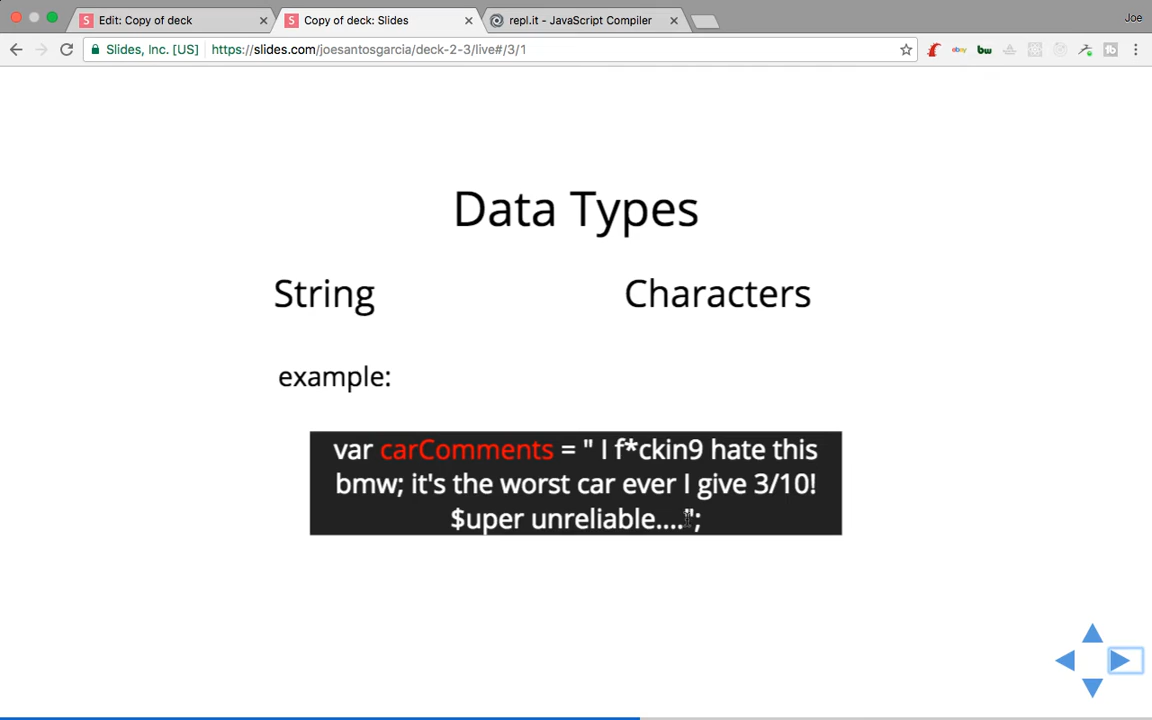 Edit: Copy of deck
Copy of deck: Slides
repl.it - JavaScript Compiler
Joe
Slides, Inc. [US]
https://slides.com/joesantosgarcia/deck-2-3/live#/3/1
ebay
bw
Data Types
String
Characters
example:
var carComments = " I f*ckin9 hate this
bmw; it's the worst car ever I give 3/10!
$uper unreliable....";